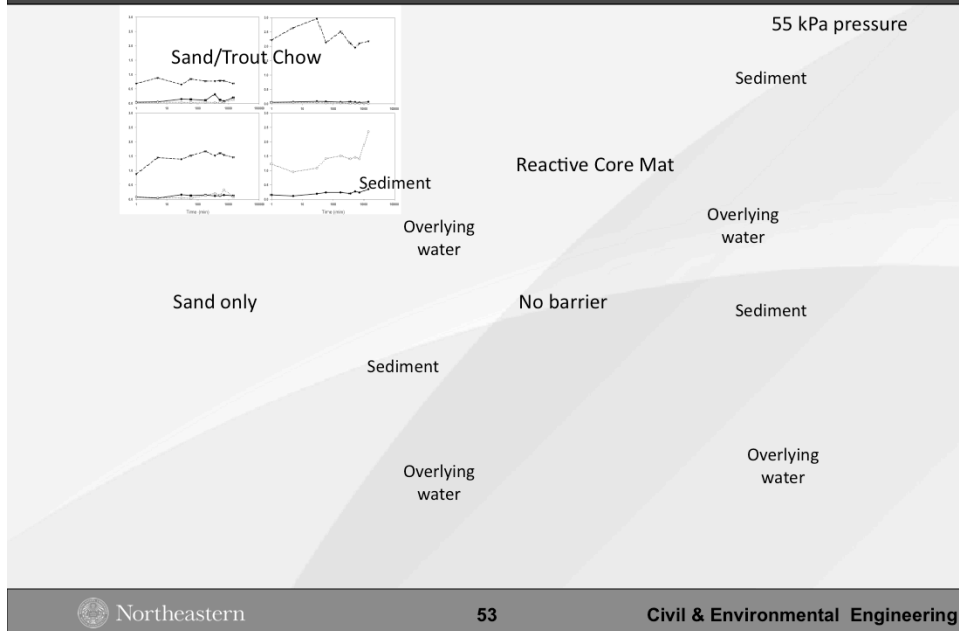 55 kPa pressure
Sand/Trout Chow
Sediment
Reactive Core Mat
Sediment
Overlying
water
Overlying
water
Time (min)
Time (min)
Sand only
No barrier
Sediment
Sediment
Overlying
water
Overlying
water
Northeastern
53
Civil & Environmental Engineering